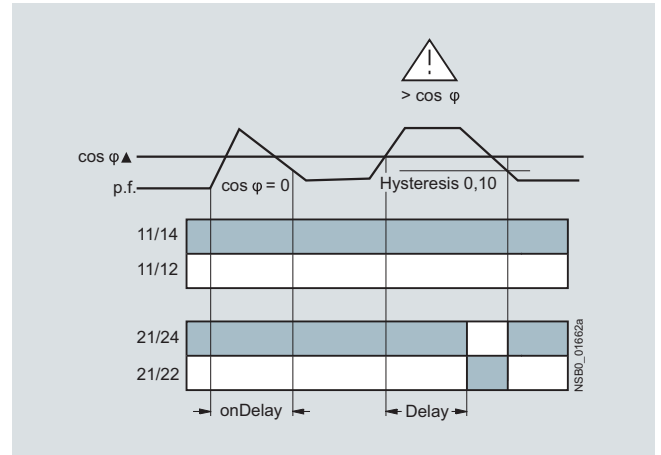 !
> cos φ
cos φ▲
p.f.
cos φ = 0
Hysteresis 0,10
11/14
11/12
21/24
21/22
onDelay
Delay
NSB0_01662a